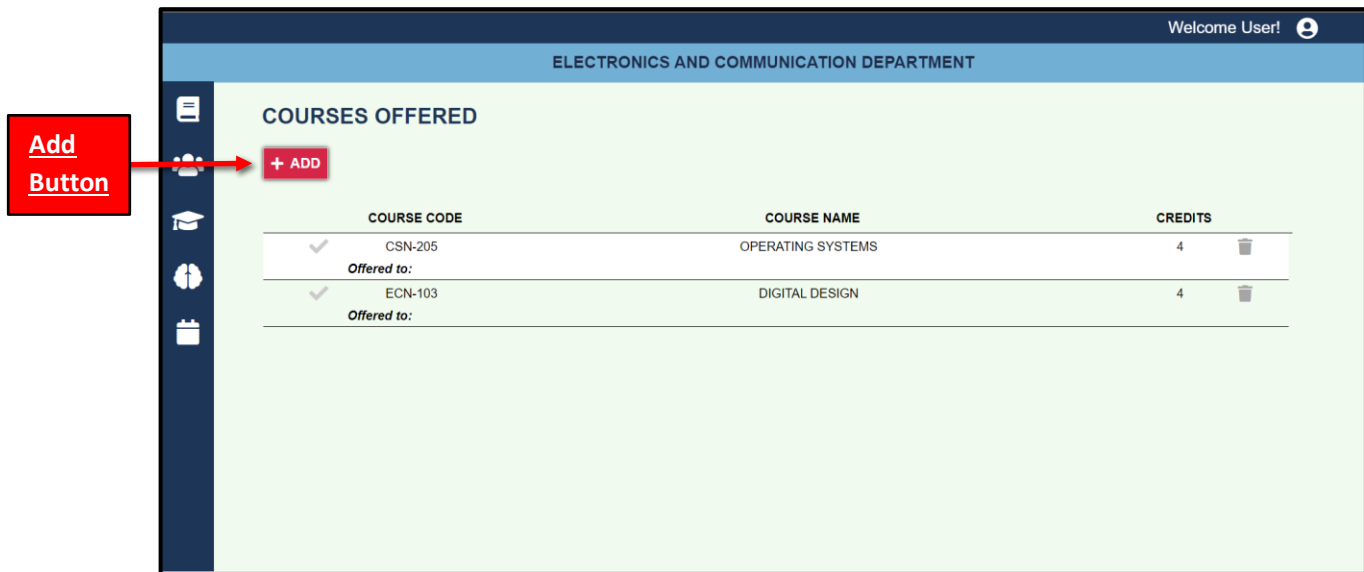 Welcome User!
ELECTRONICS AND COMMUNICATION DEPARTMENT
COURSES OFFERED
Add
Button
+ ADD
COURSE CODE COURSE NAME CREDITS
CSN-205 OPERATING SYSTEMS 4
Offered to:
ECN-103 DIGITAL DESIGN 4
Offered to: